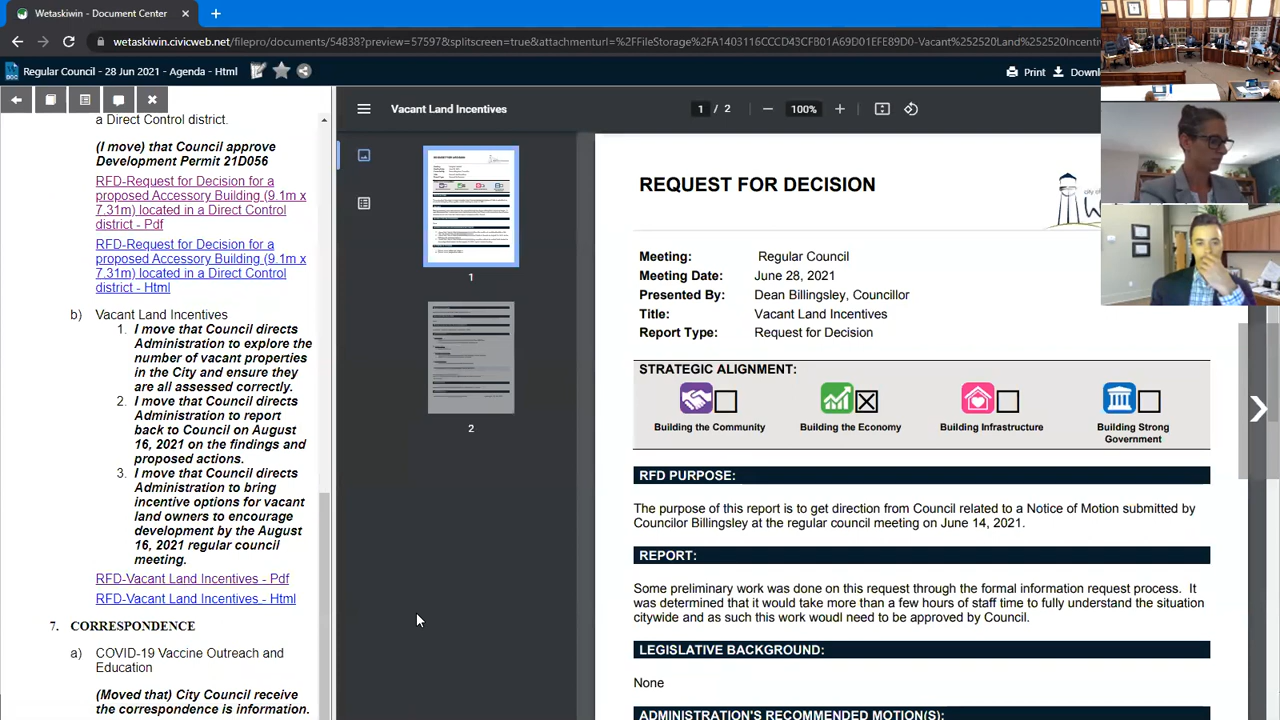 Wetaskiwin - Document Center
wetaskiwin.civicweb.net/filepro/documents/
Regular Council - 28 Jun 2021 - Agenda - Html
Print
Downl
a Direct Control district.
(I move) that Council approve
Development Permit 21D056
RFD-Request for Decision for a
proposed Accessory Building (9.1m x
7.31m) located in a Direct Control
district - Pdf
RFD-Request for Decision for a
proposed Accessory Building (9.1m x
7.31m) located in a Direct Control
district - Html
b) Vacant Land Incentives
1. I move that Council directs
Administration to explore the
number of vacant properties
in the City and ensure they
are all assessed correctly.
2. I move that Council directs
Administration to report
back to Council on August
16, 2021 on the findings and
proposed actions.
3. I move that Council directs
Administration to bring
incentive options for vacant
land owners to encourage
development by the August
16, 2021 regular council
meeting.
RFD-Vacant Land Incentives - Pdf
RFD-Vacant Land Incentives - Html
7. CORRESPONDENCE
a) COVID-19 Vaccine Outreach and
Education
(Moved that) City Council receive
the correspondence is information.
Vacant Land Incentives
1 / 2
100%
1
2
REQUEST FOR DECISION
city of
Meeting: Regular Council
Meeting Date: June 28, 2021
Presented By: Dean Billingsley, Councillor
Title: Vacant Land Incentives
Report Type: Request for Decision
STRATEGIC ALIGNMENT:
Building the Community
Building the Economy
Building Infrastructure
Building Strong
Government
RFD PURPOSE:
The purpose of this report is to get direction from Council related to a Notice of Motion submitted by
Councilor Billingsley at the regular council meeting on June 14, 2021.
REPORT:
Some preliminary work was done on this request through the formal information request process. It
was determined that it would take more than a few hours of staff time to fully understand the situation
citywide and as such this work woudl need to be approved by Council.
LEGISLATIVE BACKGROUND:
None
ADMINISTRATION'S RECOMMENDED MOTION(S):